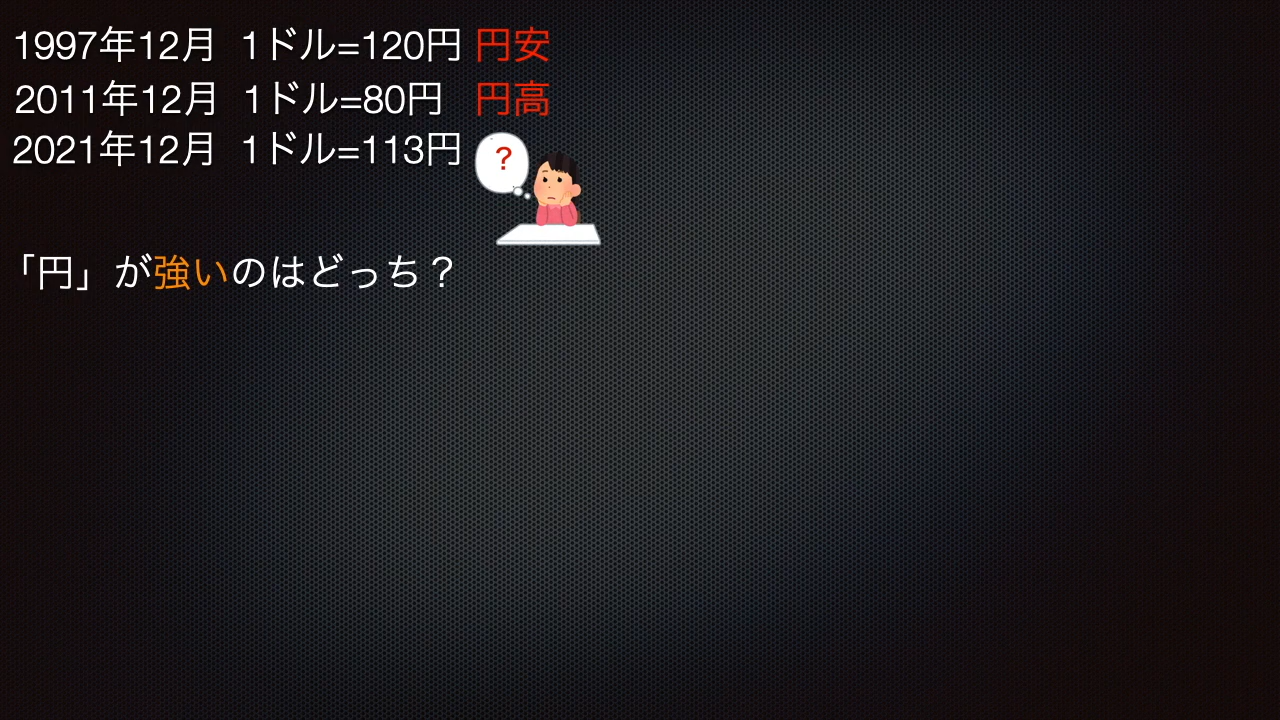 1997年12月 1ドル=120円 円安
2011年12月 1ドル=80円 円高
2021年12月 1ドル=113円 ?
「円」が強いのはどっち？